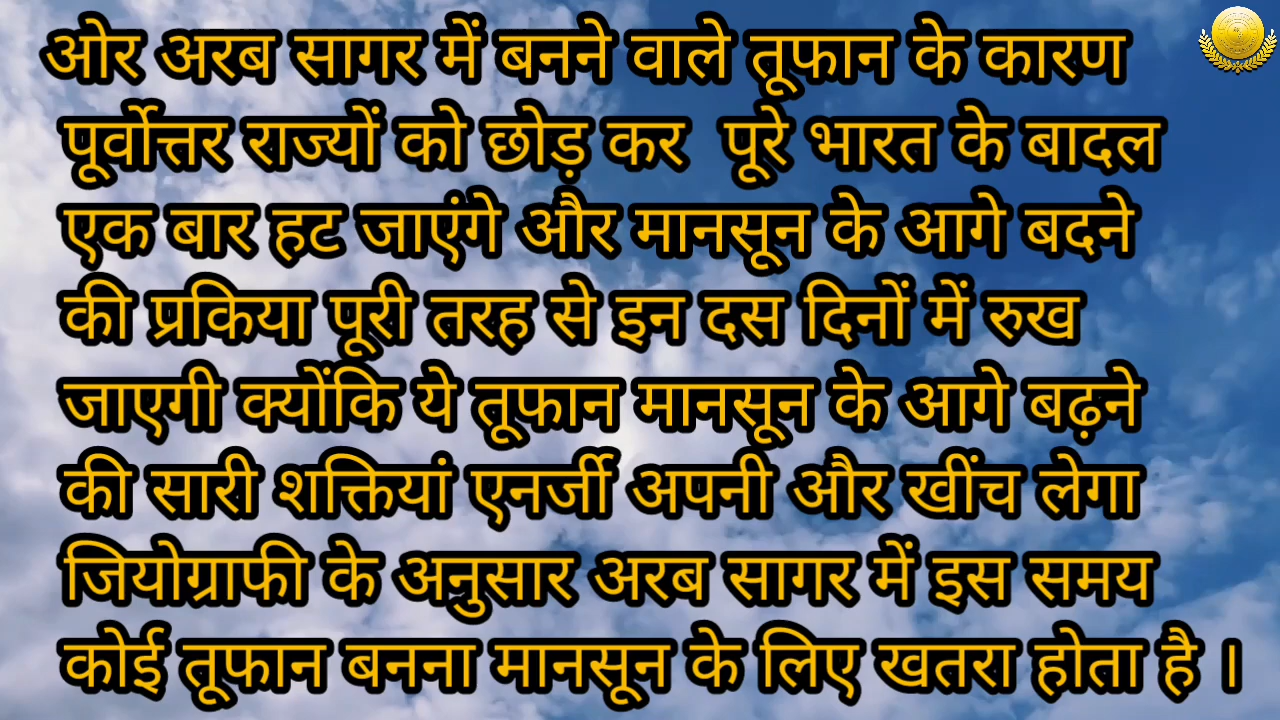 ओर अरब सागर में बनने वाले तूफान के कारण
पूर्वोत्तर राज्यों को छोड़ कर पूरे भारत के बादल
एक बार हट जाएंगे और मानसून के आगे बदने
की प्रकिया पूरी तरह से इन दस दिनों में रुख
जाएगी क्योंकि ये तूफान मानसून के आगे बढ़ने
की सारी शक्तियां एनर्जी अपनी और खींच लेगा
जियोग्राफी के अनुसार अरब सागर में इस समय
कोई तूफान बनना मानसून के लिए खतरा होता है ।